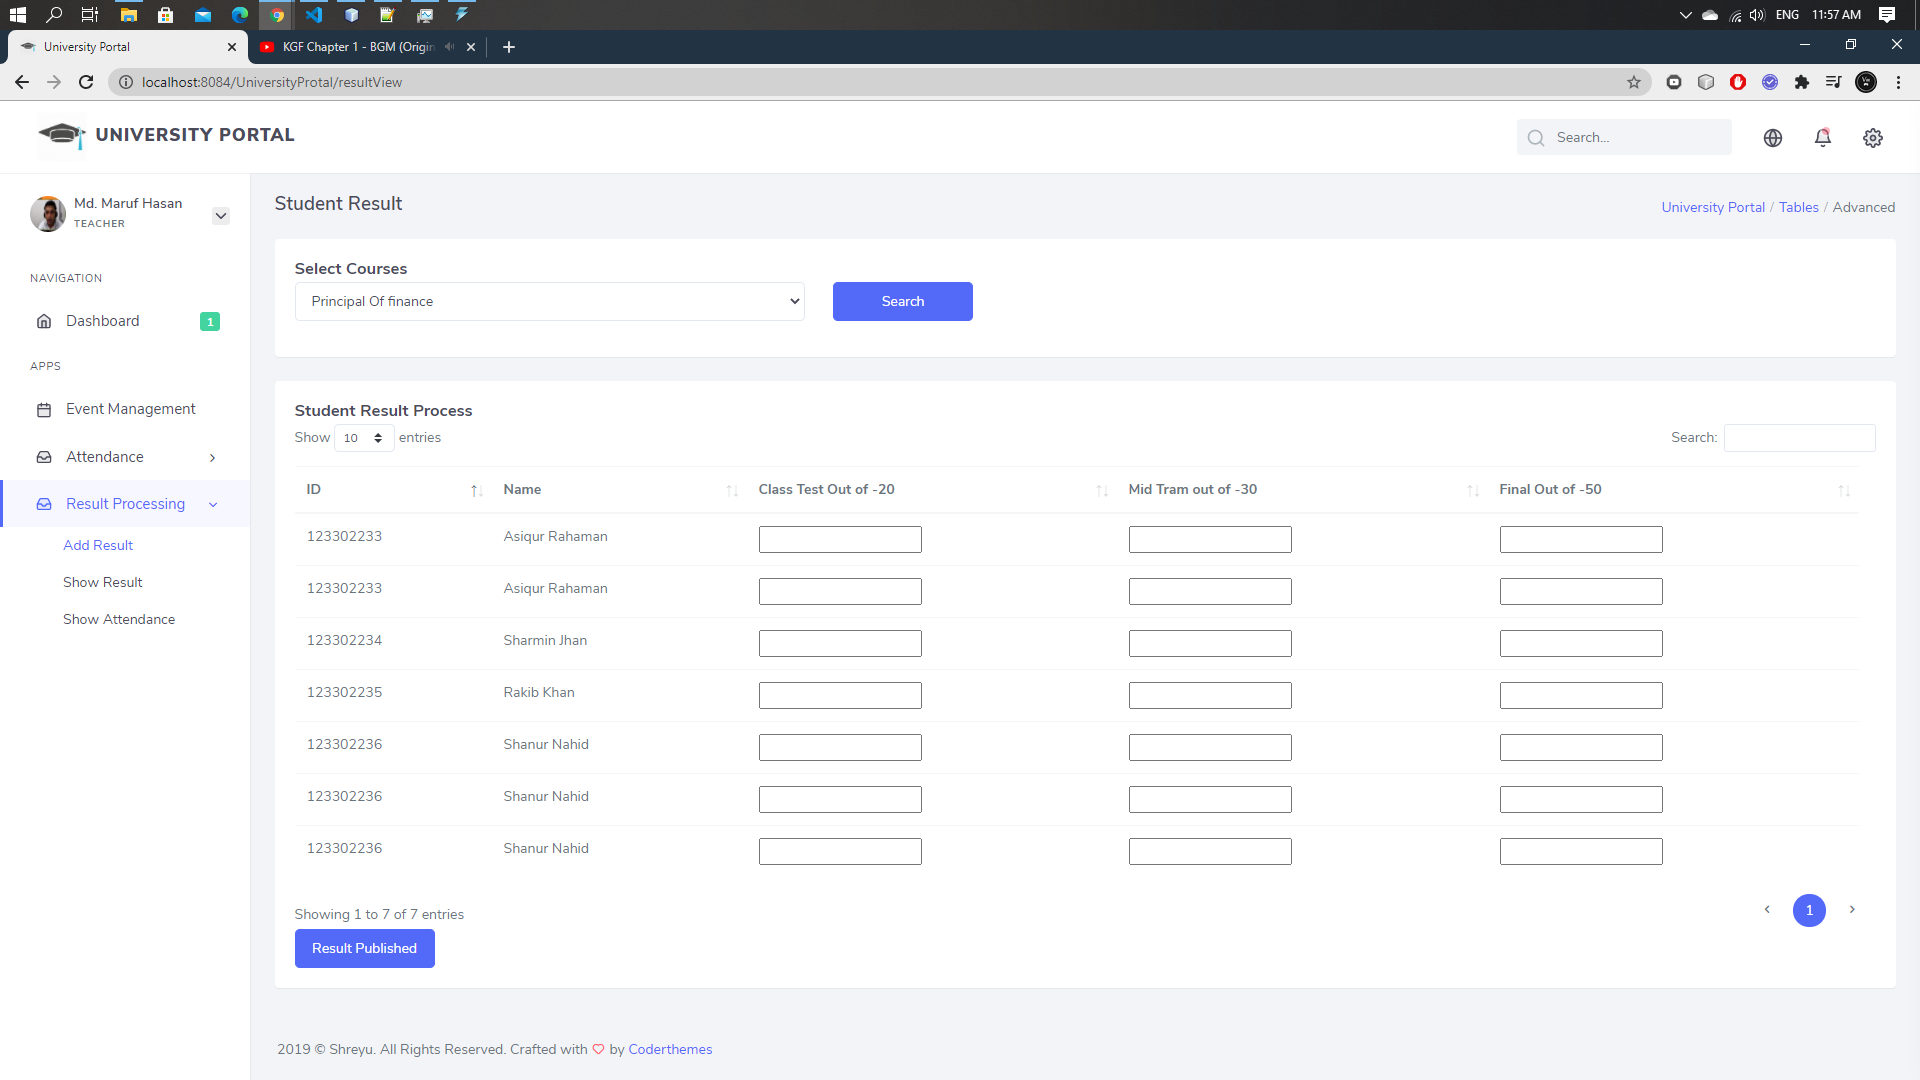 ENG 11:57 AM
University Portal
KGF Chapter 1 - BGM (Origin
localhost:8084/UniversityProtal/resultView
UNIVERSITY PORTAL
Search...
Md. Maruf Hasan
TEACHER
NAVIGATION
Dashboard 1
APPS
Event Management
Attendance
Result Processing
Add Result
Show Result
Show Attendance
Student Result
University Portal / Tables / Advanced
Select Courses
Principal Of finance
Search
Student Result Process
Show 10 entries
Search:
ID Name Class Test Out of -20 Mid Tram out of -30 Final Out of -50
123302233 Asiqur Rahaman
123302233 Asiqur Rahaman
123302234 Sharmin Jhan
123302235 Rakib Khan
123302236 Shanur Nahid
123302236 Shanur Nahid
123302236 Shanur Nahid
Showing 1 to 7 of 7 entries
1
Result Published
2019 © Shreyu. All Rights Reserved. Crafted with by Coderthemes